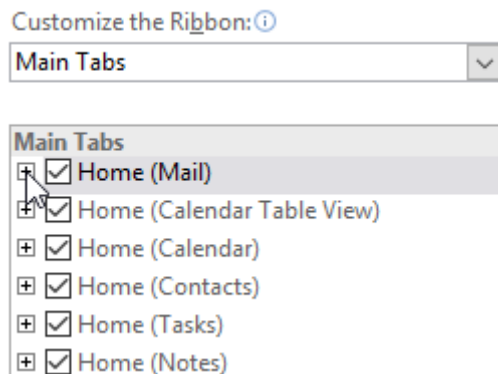 Customize the Ribbon:
Main Tabs
Main Tabs
Home (Mail)
Home (Calendar Table View)
Home (Calendar)
Home (Contacts)
Home (Tasks)
Home (Notes)